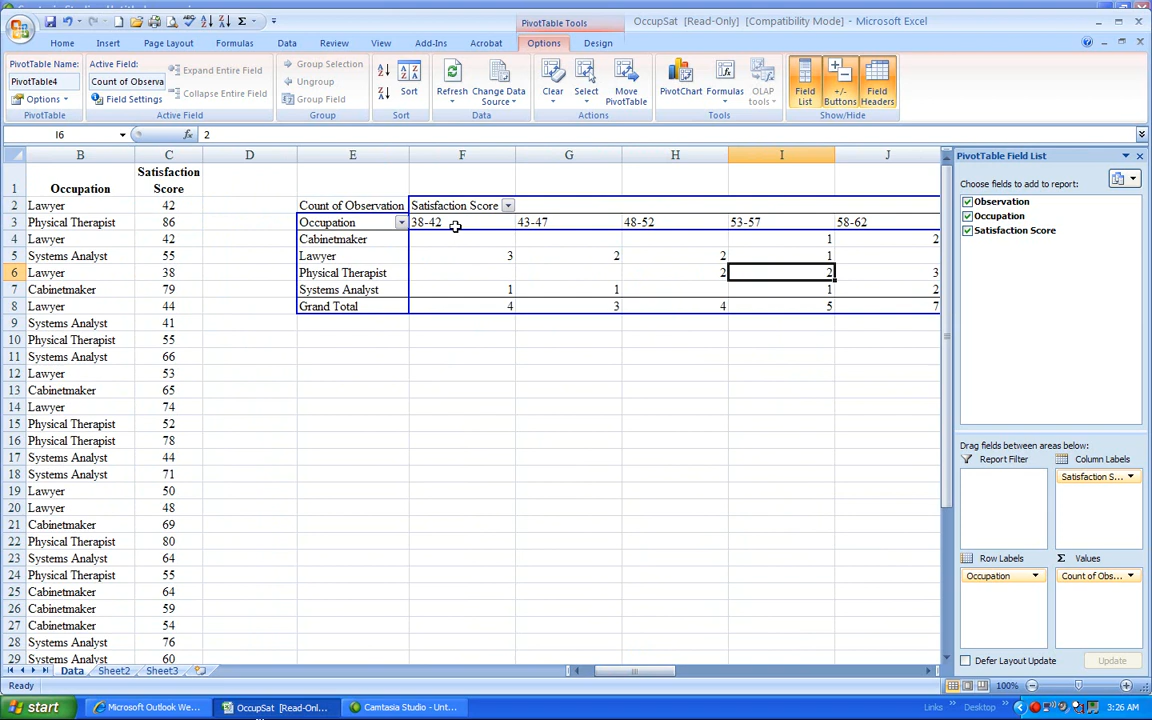 OccupSat [Read-Only] [Compatibility Mode] - Microsoft Excel
PivotTable Tools
Home Insert Page Layout Formulas Data Review View Add-Ins Acrobat Options Design
PivotTable Name:
PivotTable4
Options
PivotTable
Active Field:
Count of Observa
Field Settings
Expand Entire Field
Collapse Entire Field
Active Field
Group Selection
Ungroup
Group Field
Group
Sort
Sort
Refresh
Change Data Source
Data
Clear
Select
Move PivotTable
Actions
PivotChart
Formulas
OLAP tools
Tools
Field List
+/- Buttons
Field Headers
Show/Hide
I6 fx 2
B C D E F G H I J
1 Occupation Satisfaction Score
2 Lawyer 42 Count of Observation Satisfaction Score
3 Physical Therapist 86 Occupation 38-42 43-47 48-52 53-57 58-62
4 Lawyer 42 Cabinetmaker 1 2
5 Systems Analyst 55 Lawyer 3 2 2 1
6 Lawyer 38 Physical Therapist 2 2 3
7 Cabinetmaker 79 Systems Analyst 1 1 1 2
8 Lawyer 44 Grand Total 4 3 4 5 7
9 Systems Analyst 41
10 Physical Therapist 55
11 Systems Analyst 66
12 Lawyer 53
13 Cabinetmaker 65
14 Lawyer 74
15 Physical Therapist 52
16 Physical Therapist 78
17 Systems Analyst 44
18 Systems Analyst 71
19 Lawyer 50
20 Lawyer 48
21 Cabinetmaker 69
22 Physical Therapist 80
23 Systems Analyst 64
24 Physical Therapist 55
25 Cabinetmaker 64
26 Cabinetmaker 59
27 Cabinetmaker 54
28 Systems Analyst 76
29 Systems Analyst 60
PivotTable Field List
Choose fields to add to report:
Observation
Occupation
Satisfaction Score
Drag fields between areas below:
Report Filter
Column Labels
Satisfaction S...
Row Labels
Σ Values
Occupation
Count of Obs...
Defer Layout Update
Update
Data Sheet2 Sheet3
Ready
100%
start
Microsoft Outlook We...
OccupSat [Read-Onl...
Camtasia Studio - Unt...
Links
Desktop
3:26 AM